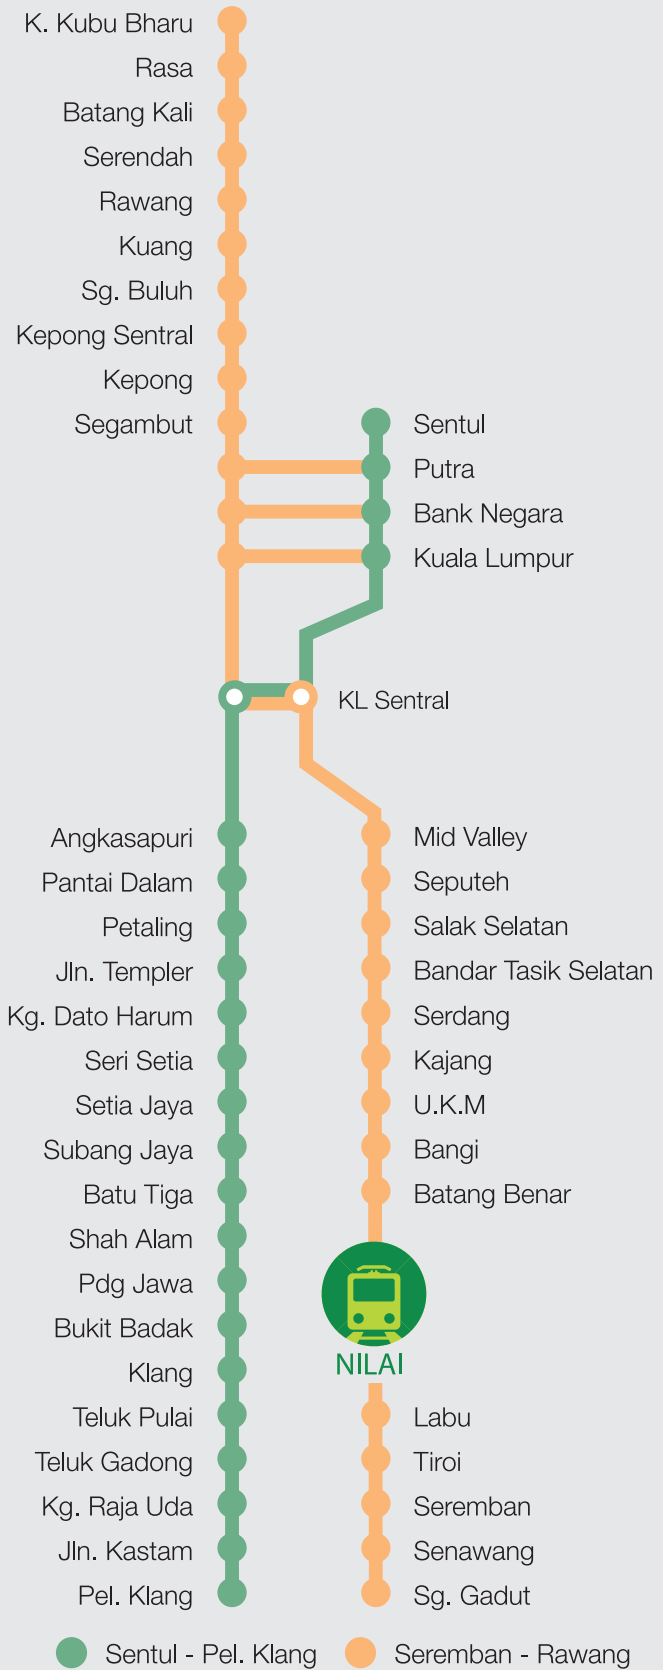 K. Kubu Bharu
Rasa
Batang Kali
Serendah
Rawang
Kuang
Sg. Buluh
Kepong Sentral
Kepong
Segambut
Sentul
Putra
Bank Negara
Kuala Lumpur
KL Sentral
Angkasapuri
Pantai Dalam
Petaling
Jln. Templer
Kg. Dato Harum
Seri Setia
Setia Jaya
Subang Jaya
Batu Tiga
Shah Alam
Pdg Jawa
Bukit Badak
Klang
Teluk Pulai
Teluk Gadong
Kg. Raja Uda
Jln. Kastam
Pel. Klang
Mid Valley
Seputeh
Salak Selatan
Bandar Tasik Selatan
Serdang
Kajang
U.K.M
Bangi
Batang Benar
NILAI
Labu
Tiroi
Seremban
Senawang
Sg. Gadut
Sentul - Pel. Klang
Seremban - Rawang